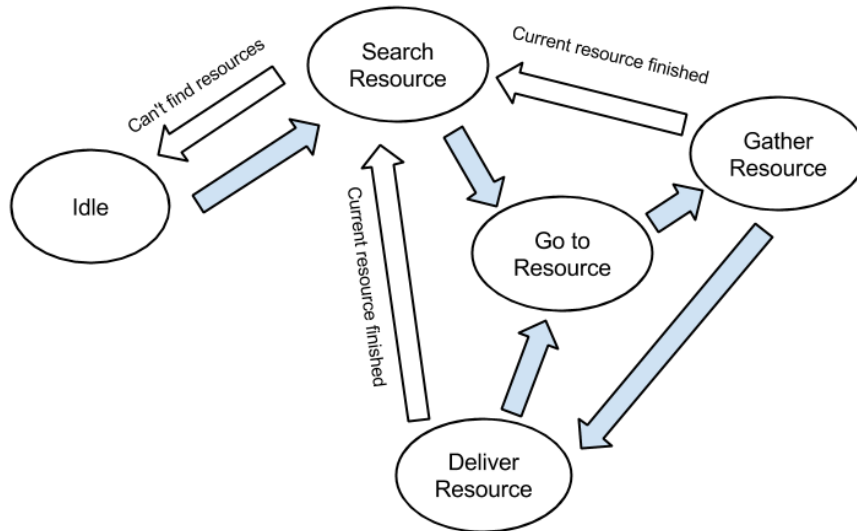 Search
Resource
Current resource finished
Can't find resources
Gather
Resource
Idle
Go to
Resource
Current resource finished
Deliver
Resource